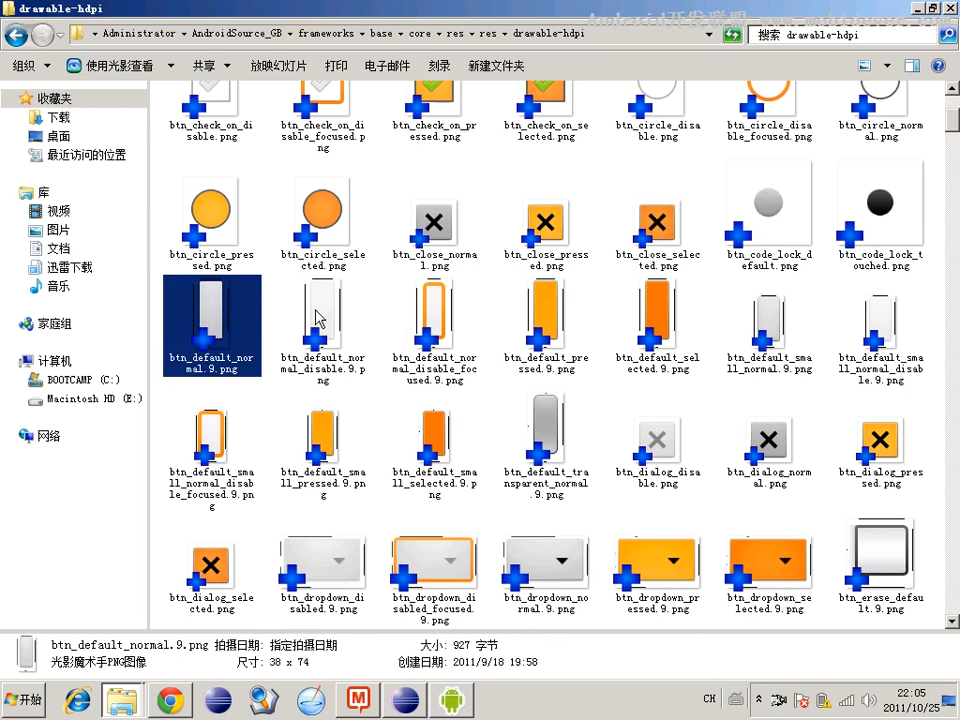 drawable-hdpi
Administrator ▸ AndroidSource_GB ▸ frameworks ▸ base ▸ core ▸ res ▸ res ▸ drawable-hdpi
搜索 drawable-hdpi
组织 使用光影查看 共享 放映幻灯片 打印 电子邮件 刻录 新建文件夹
收藏夹
下载
桌面
最近访问的位置
库
视频
图片
文档
迅雷下载
音乐
家庭组
计算机
BOOTCAMP (C:)
Macintosh HD (E:)
网络
btn_check_on_di
sable.png
btn_check_on_di
sable_focused.p
ng
btn_check_on_pr
essed.png
btn_check_on_se
lected.png
btn_circle_disa
ble.png
btn_circle_disa
ble_focused.png
btn_circle_norm
al.png
btn_circle_pres
sed.png
btn_circle_sele
cted.png
btn_close_norma
l.png
btn_close_press
ed.png
btn_close_selec
ted.png
btn_code_lock_d
efault.png
btn_code_lock_t
ouched.png
btn_default_nor
mal.9.png
btn_default_nor
mal_disable.9.p
ng
btn_default_nor
mal_disable_foc
used.9.png
btn_default_pre
ssed.9.png
btn_default_sel
ected.9.png
btn_default_sma
ll_normal.9.png
btn_default_sma
ll_normal_disab
le.9.png
btn_default_sma
ll_normal_disab
le_focused.9.pn
g
btn_default_sma
ll_pressed.9.pn
g
btn_default_sma
ll_selected.9.p
ng
btn_default_tra
nsparent_normal
.9.png
btn_dialog_disa
ble.png
btn_dialog_norm
al.png
btn_dialog_pres
sed.png
btn_dialog_sele
cted.png
btn_dropdown_di
sabled.9.png
btn_dropdown_di
sabled_focused.
9.png
btn_dropdown_no
rmal.9.png
btn_dropdown_pr
essed.9.png
btn_dropdown_se
lected.9.png
btn_erase_defau
lt.9.png
btn_default_normal.9.png 拍摄日期: 指定拍摄日期 大小: 927 字节
光影魔术手PNG图像 尺寸: 38 x 74 创建日期: 2011/9/18 19:58
开始
CH
22:05
2011/10/25